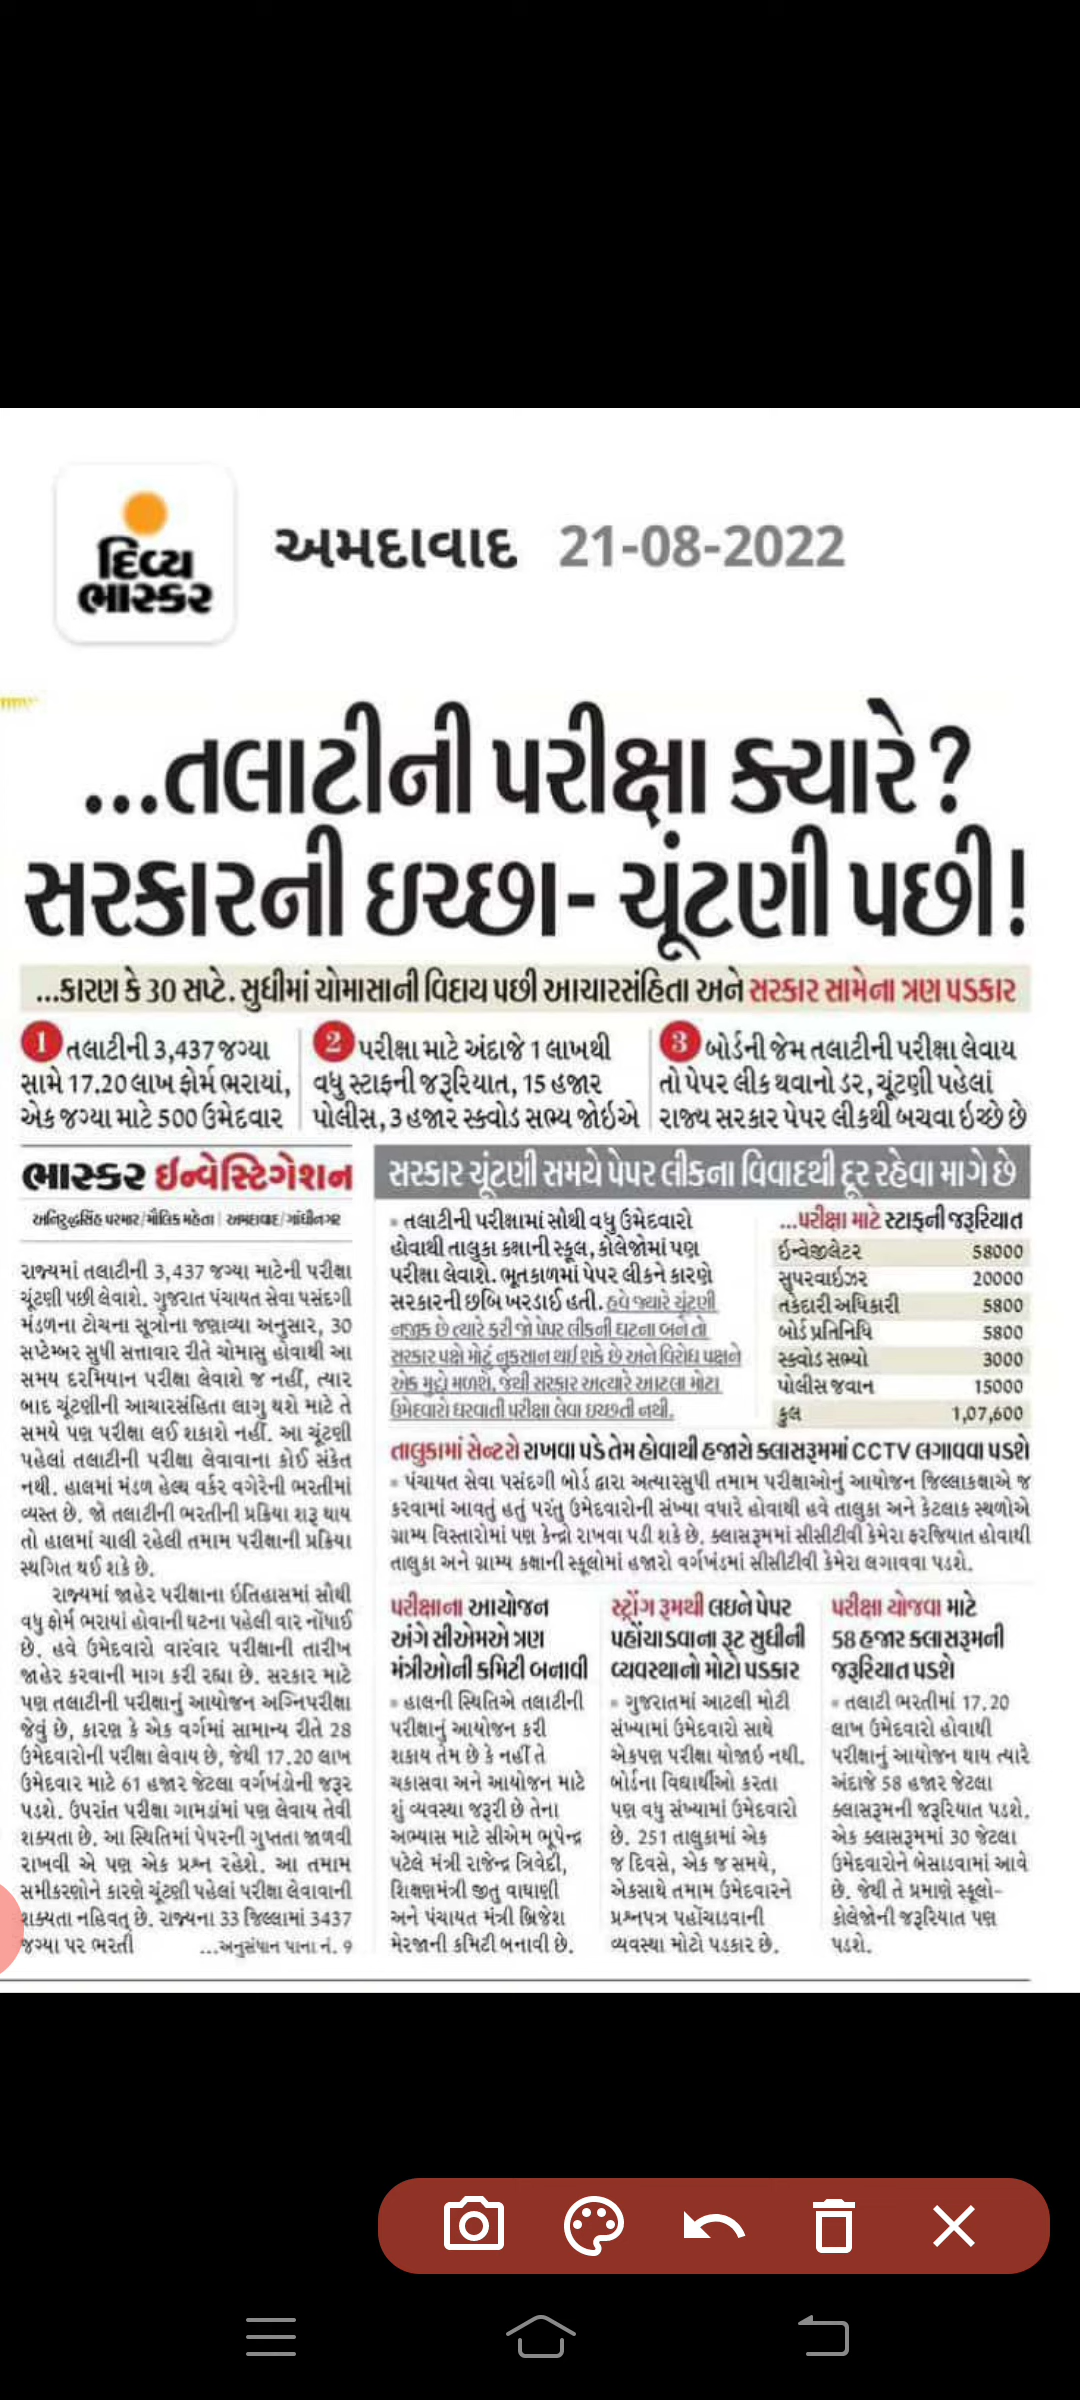 દિવ્ય
ભાસ્કર
અમદાવાદ 21-08-2022
...તલાટીની પરીક્ષા ક્યારે?
સરકારની ઇચ્છા- ચૂંટણી પછી!
...કારણ કે 30 સપ્ટે. સુધીમાં ચોમાસાની વિદાય પછી આચારસંહિતા અને સરકાર સામેના ત્રણ પડકાર
1 તલાટીની 3,437 જગ્યા
સામે 17.20 લાખ ફોર્મ ભરાયાં,
એક જગ્યા માટે 500 ઉમેદવાર
2 પરીક્ષા માટે અંદાજે 1 લાખથી
વધુ સ્ટાફની જરૂરિયાત, 15 હજાર
પોલીસ, 3 હજાર સ્ક્વોડ સભ્ય જોઇએ
3 બોર્ડની જેમ તલાટીની પરીક્ષા લેવાય
તો પેપર લીક થવાનો ડર, ચૂંટણી પહેલાં
રાજ્ય સરકાર પેપર લીકથી બચવા ઇચ્છે છે
ભાસ્કર ઈન્વેસ્ટિગેશન
અનિરુદ્ધસિંહ પરમાર/મૌલિક મહેતા | અમદાવાદ/ગાંધીનગર
રાજ્યમાં તલાટીની 3,437 જગ્યા માટેની પરીક્ષા
ચૂંટણી પછી લેવાશે. ગુજરાત પંચાયત સેવા પસંદગી
મંડળના ટોચના સૂત્રોના જણાવ્યા અનુસાર, 30
સપ્ટેમ્બર સુધી સત્તાવાર રીતે ચોમાસુ હોવાથી આ
સમય દરમિયાન પરીક્ષા લેવાશે જ નહીં, ત્યાર
બાદ ચૂંટણીની આચારસંહિતા લાગુ થશે માટે તે
સમયે પણ પરીક્ષા લઈ શકાશે નહીં. આ ચૂંટણી
પહેલાં તલાટીની પરીક્ષા લેવાવાના કોઈ સંકેત
નથી. હાલમાં મંડળ હેલ્થ વર્કર વગેરેની ભરતીમાં
વ્યસ્ત છે. જો તલાટીની ભરતીની પ્રક્રિયા શરૂ થાય
તો હાલમાં ચાલી રહેલી તમામ પરીક્ષાની પ્રક્રિયા
સ્થગિત થઈ શકે છે.
રાજ્યમાં જાહેર પરીક્ષાના ઇતિહાસમાં સૌથી
વધુ ફોર્મ ભરાયાં હોવાની ઘટના પહેલી વાર નોંધાઈ
છે. હવે ઉમેદવારો વારંવાર પરીક્ષાની તારીખ
જાહેર કરવાની માગ કરી રહ્યા છે. સરકાર માટે
પણ તલાટીની પરીક્ષાનું આયોજન અગ્નિપરીક્ષા
જેવું છે, કારણ કે એક વર્ગમાં સામાન્ય રીતે 28
ઉમેદવારોની પરીક્ષા લેવાય છે, જેથી 17.20 લાખ
ઉમેદવાર માટે 61 હજાર જેટલા વર્ગખંડોની જરૂર
પડશે. ઉપરાંત પરીક્ષા ગામડાંમાં પણ લેવાય તેવી
શક્યતા છે. આ સ્થિતિમાં પેપરની ગુપ્તતા જાળવી
રાખવી એ પણ એક પ્રશ્ન રહેશે. આ તમામ
સમીકરણોને કારણે ચૂંટણી પહેલાં પરીક્ષા લેવાવાની
શક્યતા નહિવત્ છે. રાજ્યના 33 જિલ્લામાં 3437
જગ્યા પર ભરતી ...અનુસંધાન પાના નં. 9
સરકાર ચૂંટણી સમયે પેપર લીકના વિવાદથી દૂર રહેવા માગે છે
તલાટીની પરીક્ષામાં સૌથી વધુ ઉમેદવારો
હોવાથી તાલુકા કક્ષાની સ્કૂલ, કોલેજોમાં પણ
પરીક્ષા લેવાશે. ભૂતકાળમાં પેપર લીકને કારણે
સરકારની છબિ ખરડાઈ હતી. હવે જ્યારે ચૂંટણી
નજીક છે ત્યારે ફરી જો પેપર લીકની ઘટના બને તો
સરકાર પક્ષે મોટું નુકસાન થઈ શકે છે અને વિરોધ પક્ષને
એક મુદ્દો મળશે, જેથી સરકાર અત્યારે આટલા મોટા
ઉમેદવારો ધરવાતી પરીક્ષા લેવા ઇચ્છતી નથી.
...પરીક્ષા માટે સ્ટાફની જરૂરિયાત
ઈન્વેજીલેટર 58000
સુપરવાઇઝર 20000
તકેદારી અધિકારી 5800
બોર્ડ પ્રતિનિધિ 5800
સ્ક્વોડ સભ્યો 3000
પોલીસ જવાન 15000
કુલ 1,07,600
તાલુકામાં સેન્ટરો રાખવા પડે તેમ હોવાથી હજારો ક્લાસરૂમમાં CCTV લગાવવા પડશે
પંચાયત સેવા પસંદગી બોર્ડ દ્વારા અત્યારસુધી તમામ પરીક્ષાઓનું આયોજન જિલ્લાકક્ષાએ જ
કરવામાં આવતું હતું પરંતુ ઉમેદવારોની સંખ્યા વધારે હોવાથી હવે તાલુકા અને કેટલાક સ્થળોએ
ગ્રામ્ય વિસ્તારોમાં પણ કેન્દ્રો રાખવા પડી શકે છે. ક્લાસરૂમમાં સીસીટીવી કેમેરા ફરજિયાત હોવાથી
તાલુકા અને ગ્રામ્ય કક્ષાની સ્કૂલોમાં હજારો વર્ગખંડમાં સીસીટીવી કેમેરા લગાવવા પડશે.
પરીક્ષાના આયોજન
અંગે સીએમએ ત્રણ
મંત્રીઓની કમિટી બનાવી
હાલની સ્થિતિએ તલાટીની
પરીક્ષાનું આયોજન કરી
શકાય તેમ છે કે નહીં તે
ચકાસવા અને આયોજન માટે
શું વ્યવસ્થા જરૂરી છે તેના
અભ્યાસ માટે સીએમ ભૂપેન્દ્ર
પટેલે મંત્રી રાજેન્દ્ર ત્રિવેદી,
શિક્ષણમંત્રી જીતુ વાઘાણી
અને પંચાયત મંત્રી બ્રિજેશ
મેરજાની કમિટી બનાવી છે.
સ્ટ્રોંગ રૂમથી લઇને પેપર
પહોંચાડવાના રૂટ સુધીની
વ્યવસ્થાનો મોટો પડકાર
ગુજરાતમાં આટલી મોટી
સંખ્યામાં ઉમેદવારો સાથે
એકપણ પરીક્ષા યોજાઇ નથી.
બોર્ડના વિદ્યાર્થીઓ કરતા
પણ વધુ સંખ્યામાં ઉમેદવારો
છે. 251 તાલુકામાં એક
જ દિવસે, એક જ સમયે,
એકસાથે તમામ ઉમેદવારને
પ્રશ્નપત્ર પહોંચાડવાની
વ્યવસ્થા મોટો પડકાર છે.
પરીક્ષા યોજવા માટે
58 હજાર ક્લાસરૂમની
જરૂરિયાત પડશે
તલાટી ભરતીમાં 17.20
લાખ ઉમેદવારો હોવાથી
પરીક્ષાનું આયોજન થાય ત્યારે
અંદાજે 58 હજાર જેટલા
ક્લાસરૂમની જરૂરિયાત પડશે.
એક ક્લાસરૂમમાં 30 જેટલા
ઉમેદવારોને બેસાડવામાં આવે
છે. જેથી તે પ્રમાણે સ્કૂલો-
કોલેજોની જરૂરિયાત પણ
પડશે.